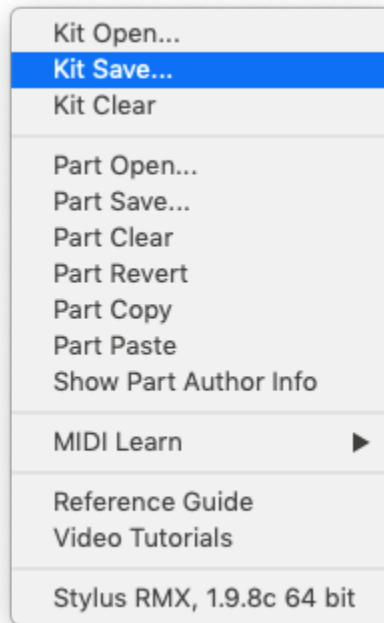 Kit Open...
Kit Save...
Kit Clear
Part Open...
Part Save...
Part Clear
Part Revert
Part Copy
Part Paste
Show Part Author Info
MIDI Learn
Reference Guide
Video Tutorials
Stylus RMX, 1.9.8c 64 bit